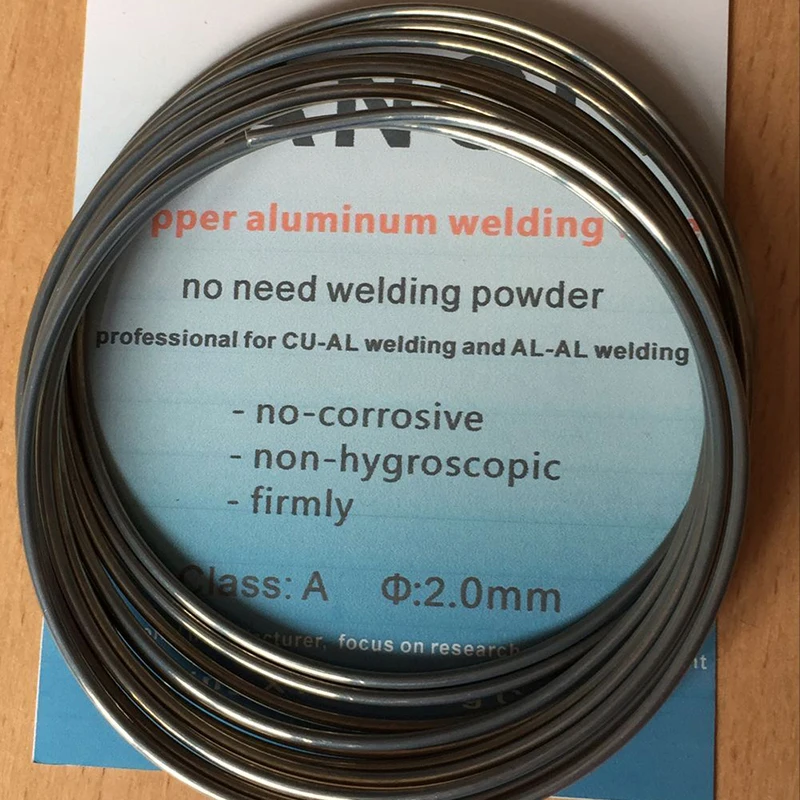 aluminum welding
no need welding powder
professional for CU-AL welding and AL-AL welding
- no-corrosive
- non-hygroscopic
- firmly
Class: A Φ:2.0mm
focus on research